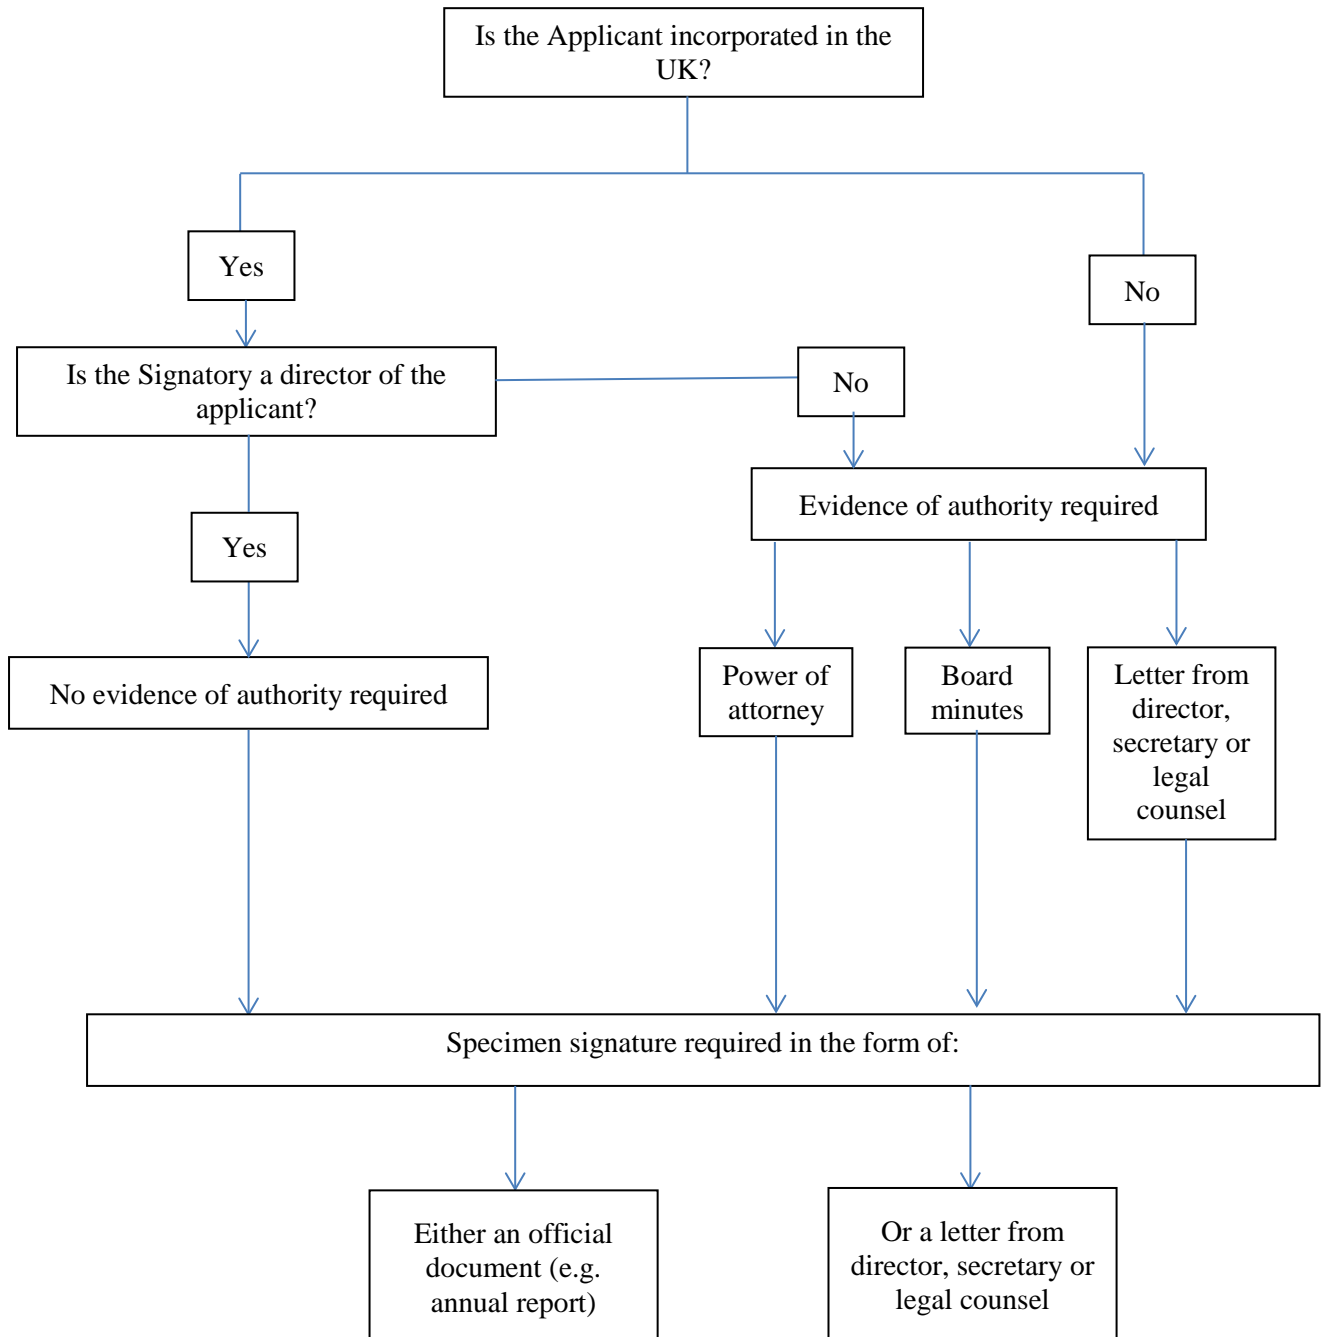 Is the Applicant incorporated in the
UK?
Yes
No
Is the Signatory a director of the
applicant?
No
Evidence of authority required
Yes
No evidence of authority required
Power of
attorney
Board
minutes
Letter from
director,
secretary or
legal
counsel
Specimen signature required in the form of:
Either an official
document (e.g.
annual report)
Or a letter from
director, secretary or
legal counsel